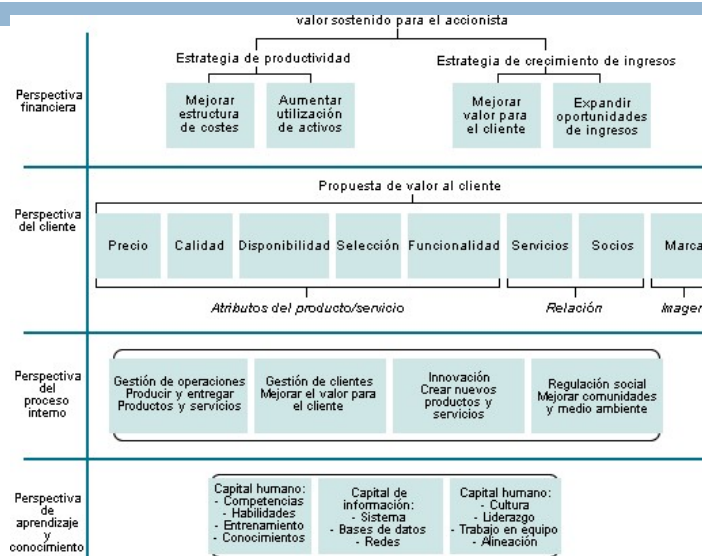 valor sostenido para el accionista
Estrategia de productividad
Estrategia de crecimiento de ingresos
Perspectiva
financiera
Mejorar
estructura
de costes
Aumentar
utilización
de activos
Mejorar
valor para
el cliente
Expandir
oportunidades
de ingresos
Propuesta de valor al cliente
Perspectiva
del cliente
Precio
Calidad
Disponibilidad
Selección
Funcionalidad
Servicios
Socios
Marca
Atributos del producto/servicio
Relación
Imagen
Perspectiva
del
proceso
interno
Gestión de operaciones
Producir y entregar
Productos y servicios
Gestión de clientes
Mejorar el valor para
el cliente
Innovación
Crear nuevos
productos y
servicios
Regulación social
Mejorar comunidades
y medio ambiente
Perspectiva
de
aprendizaje
y
conocimiento
Capital humano:
- Competencias
- Habilidades
- Entrenamiento
- Conocimientos
Capital de
información:
- Sistema
- Bases de datos
- Redes
Capital humano:
- Cultura
- Liderazgo
- Trabajo en equipo
- Alineación